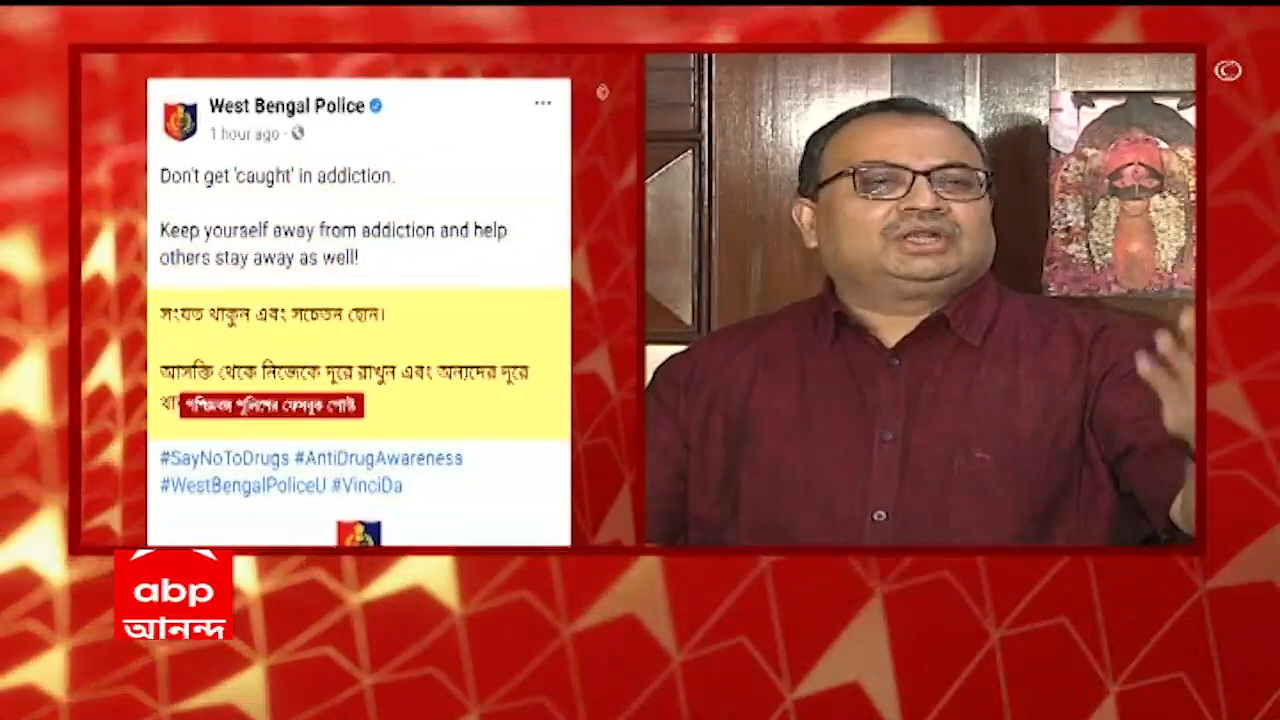 West Bengal Police
1 hour ago
Don't get 'caught' in addiction.
Keep yourself away from addiction and help
others stay away as well!
সংযত থাকুন এবং সচেতন হোন।
আসক্তি থেকে নিজেকে দূরে রাখুন এবং অন্যদের দূরে
পশ্চিমবঙ্গ পুলিশের ফেসবুক পোস্ট
#SayNoToDrugs #AntiDrugAwareness
#WestBengalPoliceU #VinciDa
abp
আনন্দ